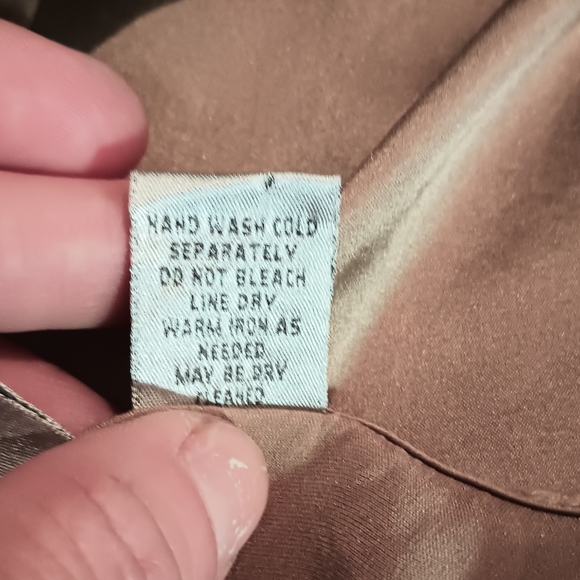 HAND WASH COLD
SEPARATELY
DO NOT BLEACH
LINE DRY
WARM IRON AS
NEEDED
MAY BE DRY
CLEANED